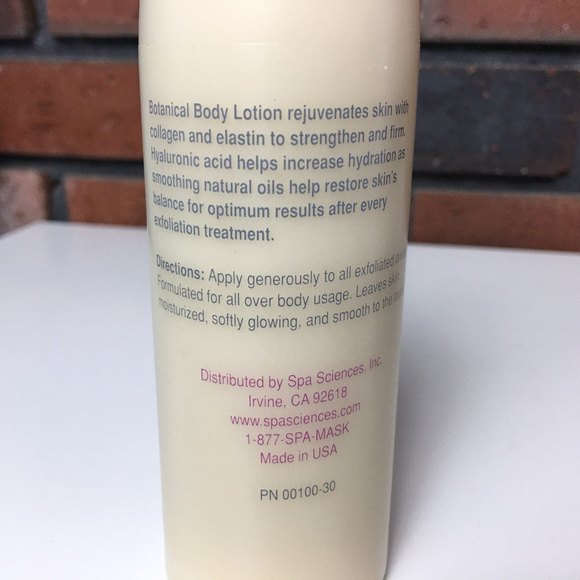 Botanical Body Lotion rejuvenates skin with
collagen and elastin to strengthen and firm.
Hyaluronic acid helps increase hydration as
smoothing natural oils help restore skin's
balance for optimum results after every
exfoliation treatment.
Directions: Apply generously to all exfoliated
Formulated for all over body usage. Leaves skin
moisturized, softly glowing, and smooth to the
Distributed by Spa Sciences, Inc.
Irvine, CA 92618
www.spasciences.com
1-877-SPA-MASK
Made in USA
PN 00100-30